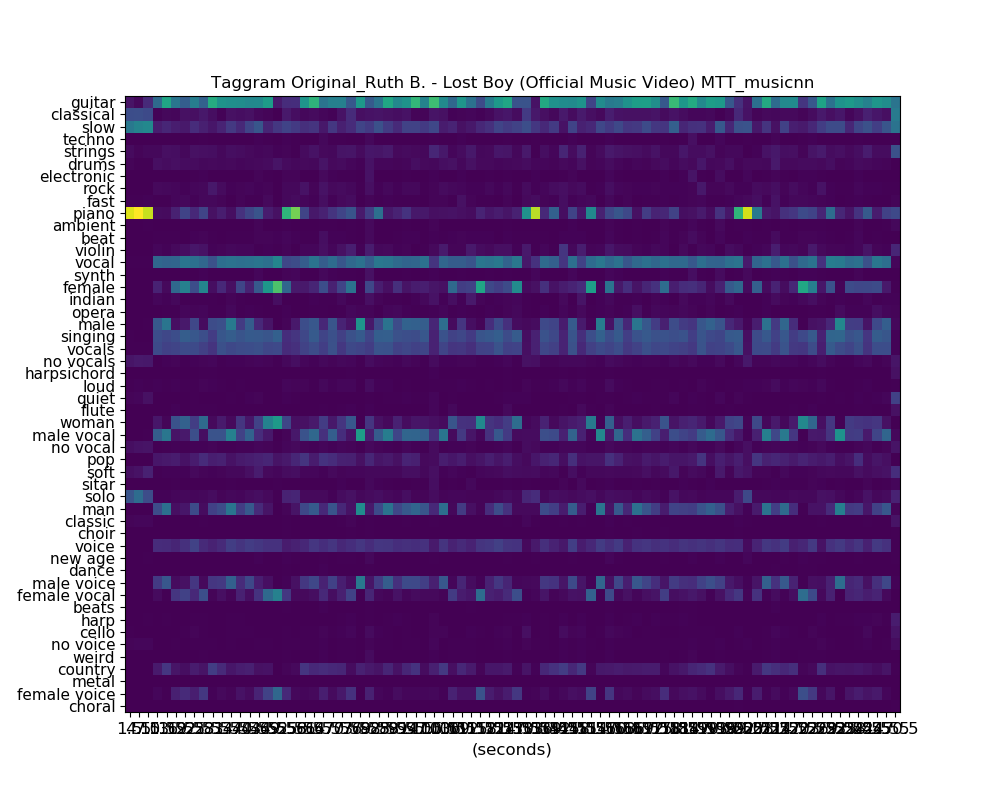 Taggram Original_Ruth B. - Lost Boy (Official Music Video) MTT_musicnn
guitar
classical
slow
techno
strings
drums
electronic
rock
fast
piano
ambient
beat
violin
vocal
synth
female
indian
opera
male
singing
vocals
no vocals
harpsichord
loud
quiet
flute
woman
male vocal
no vocal
pop
soft
sitar
solo
man
classic
choir
voice
new age
dance
male voice
female vocal
beats
harp
cello
no voice
weird
country
metal
female voice
choral
(seconds)